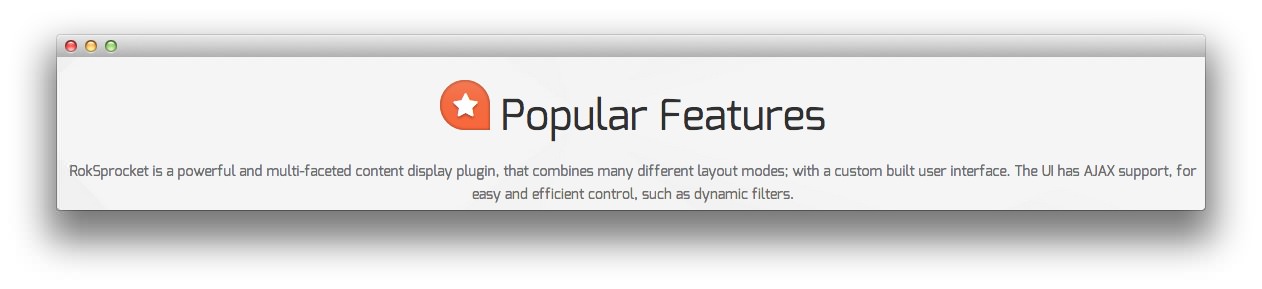 Popular Features
RokSprocket is a powerful and multi-faceted content display plugin, that combines many different layout modes; with a custom built user interface. The UI has AJAX support, for
easy and efficient control, such as dynamic filters.